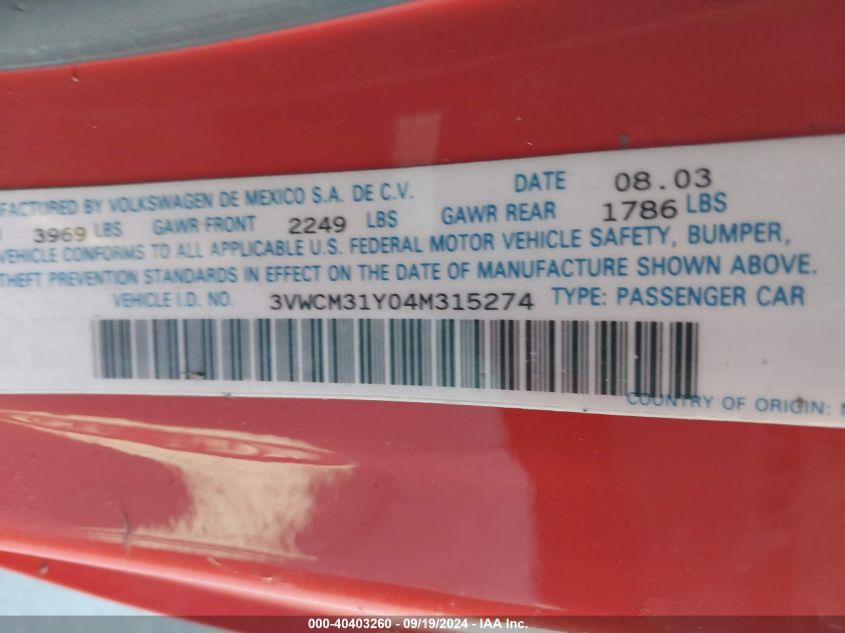 FACTURED BY VOLKSWAGEN DE MEXICO S.A. DE C.V. DATE 08.03
3969 LBS GAWR FRONT 2249 LBS GAWR REAR 1786 LBS
VEHICLE CONFORMS TO ALL APPLICABLE U.S. FEDERAL MOTOR VEHICLE SAFETY, BUMPER,
THEFT PREVENTION STANDARDS IN EFFECT ON THE DATE OF MANUFACTURE SHOWN ABOVE.
VEHICLE I.D. NO. 3VWCM31Y04M315274 TYPE: PASSENGER CAR
COUNTRY OF ORIGIN:
000-40403260 - 09/19/2024 - IAA Inc.